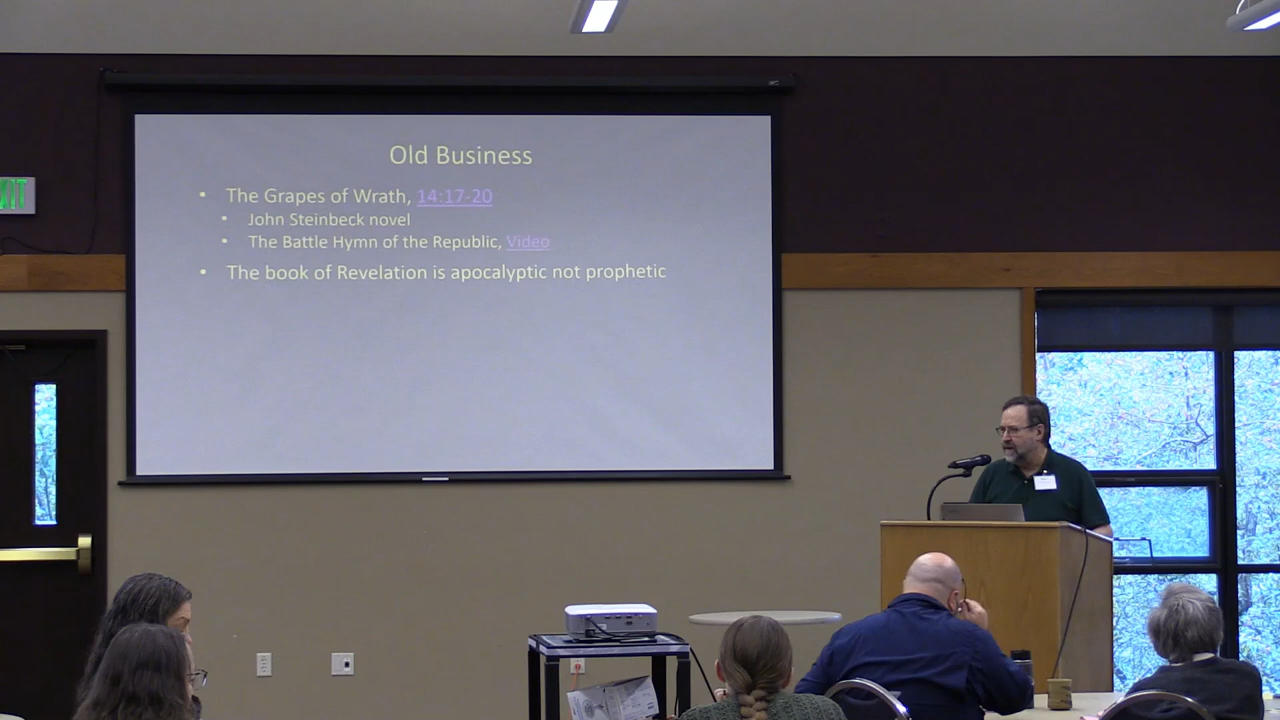 Old Business
• The Grapes of Wrath, 14:17-20
• John Steinbeck novel
• The Battle Hymn of the Republic, Video
• The book of Revelation is apocalyptic not prophetic
EXIT